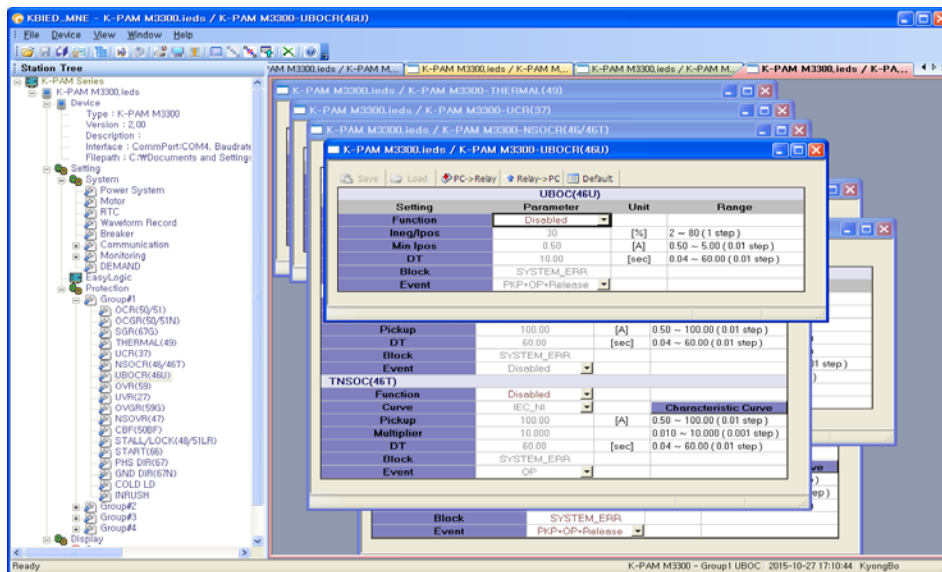 KBIED_MNE - K-PAM M3300.ieds / K-PAM M3300-UBOCR(46U)
File Device View Window Help
Station Tree
AM M3300.ieds / K-PAM M... K-PAM M3300.ieds / K-PAM M... K-PAM M3300.ieds / K-PAM M... K-PAM M3300.ieds / K-PA...
K-PAM Series
K-PAM M3300.ieds
Device
Type : K-PAM M3300
Version : 2.00
Description :
Interface : CommPort:COM4, Baudrate
Filepath : C:\Documents and Settings
Setting
System
Power System
Motor
RTC
Waveform Record
Breaker
Communication
Monitoring
DEMAND
EasyLogic
Protection
Group#1
OCR(50/51)
OCGR(50/51N)
SGR(67G)
THERMAL(49)
UCR(37)
NSOCR(46/46T)
UBOCR(46U)
OVR(59)
UVR(27)
OVGR(59G)
NSOVR(47)
CBF(50BF)
STALL/LOCK(48/51LR)
START(66)
PHS DIR(67)
GND DIR(67N)
COLD LD
INRUSH
Group#2
Group#3
Group#4
Display
K-PAM M3300.ieds / K-PAM M3300-THERMAL(49)
K-PAM M3300.ieds / K-PAM M3300-UCR(37)
K-PAM M3300.ieds / K-PAM M3300-NSOCR(46/46T)
K-PAM M3300.ieds / K-PAM M3300-UBOCR(46U)
Save Load PC->Relay Relay->PC Default
UBOC(46U)
Setting Parameter Unit Range
Function Disabled
Ineg/Ipos 30 [%] 2 ~ 80 ( 1 step )
Min Ipos 0.50 [A] 0.50 ~ 5.00 ( 0.01 step )
DT 10.00 [sec] 0.04 ~ 60.00 ( 0.01 step )
Block SYSTEM_ERR
Event PKP+OP+Release
Pickup 100.00 [A] 0.50 ~ 100.00 ( 0.01 step )
DT 60.00 [sec] 0.04 ~ 60.00 ( 0.01 step )
Block SYSTEM_ERR
Event Disabled
TNSOC(46T)
Function Disabled
Curve IEC_NI Characteristic Curve
Pickup 100.00 [A] 0.50 ~ 100.00 ( 0.01 step )
Multiplier 10.000 0.010 ~ 10.000 ( 0.001 step )
DT 60.00 [sec] 0.04 ~ 60.00 ( 0.01 step )
Block SYSTEM_ERR
Event OP
Block SYSTEM_ERR
Event PKP+OP+Release
Ready K-PAM M3300 - Group1 UBOC 2015-10-27 17:10:44 KyongBo